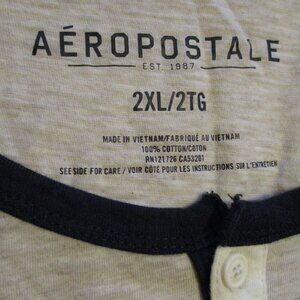 AÉROPOSTALE
EST. 1987
2XL/2TG
MADE IN VIETNAM/FABRIQUÉ AU VIETNAM
100% COTTON/COTON
RN121726 CA53201
SEE SIDE FOR CARE / VOIR CÔTÉ POUR LES INSTRUCTIONS SUR L'ENTRETIEN